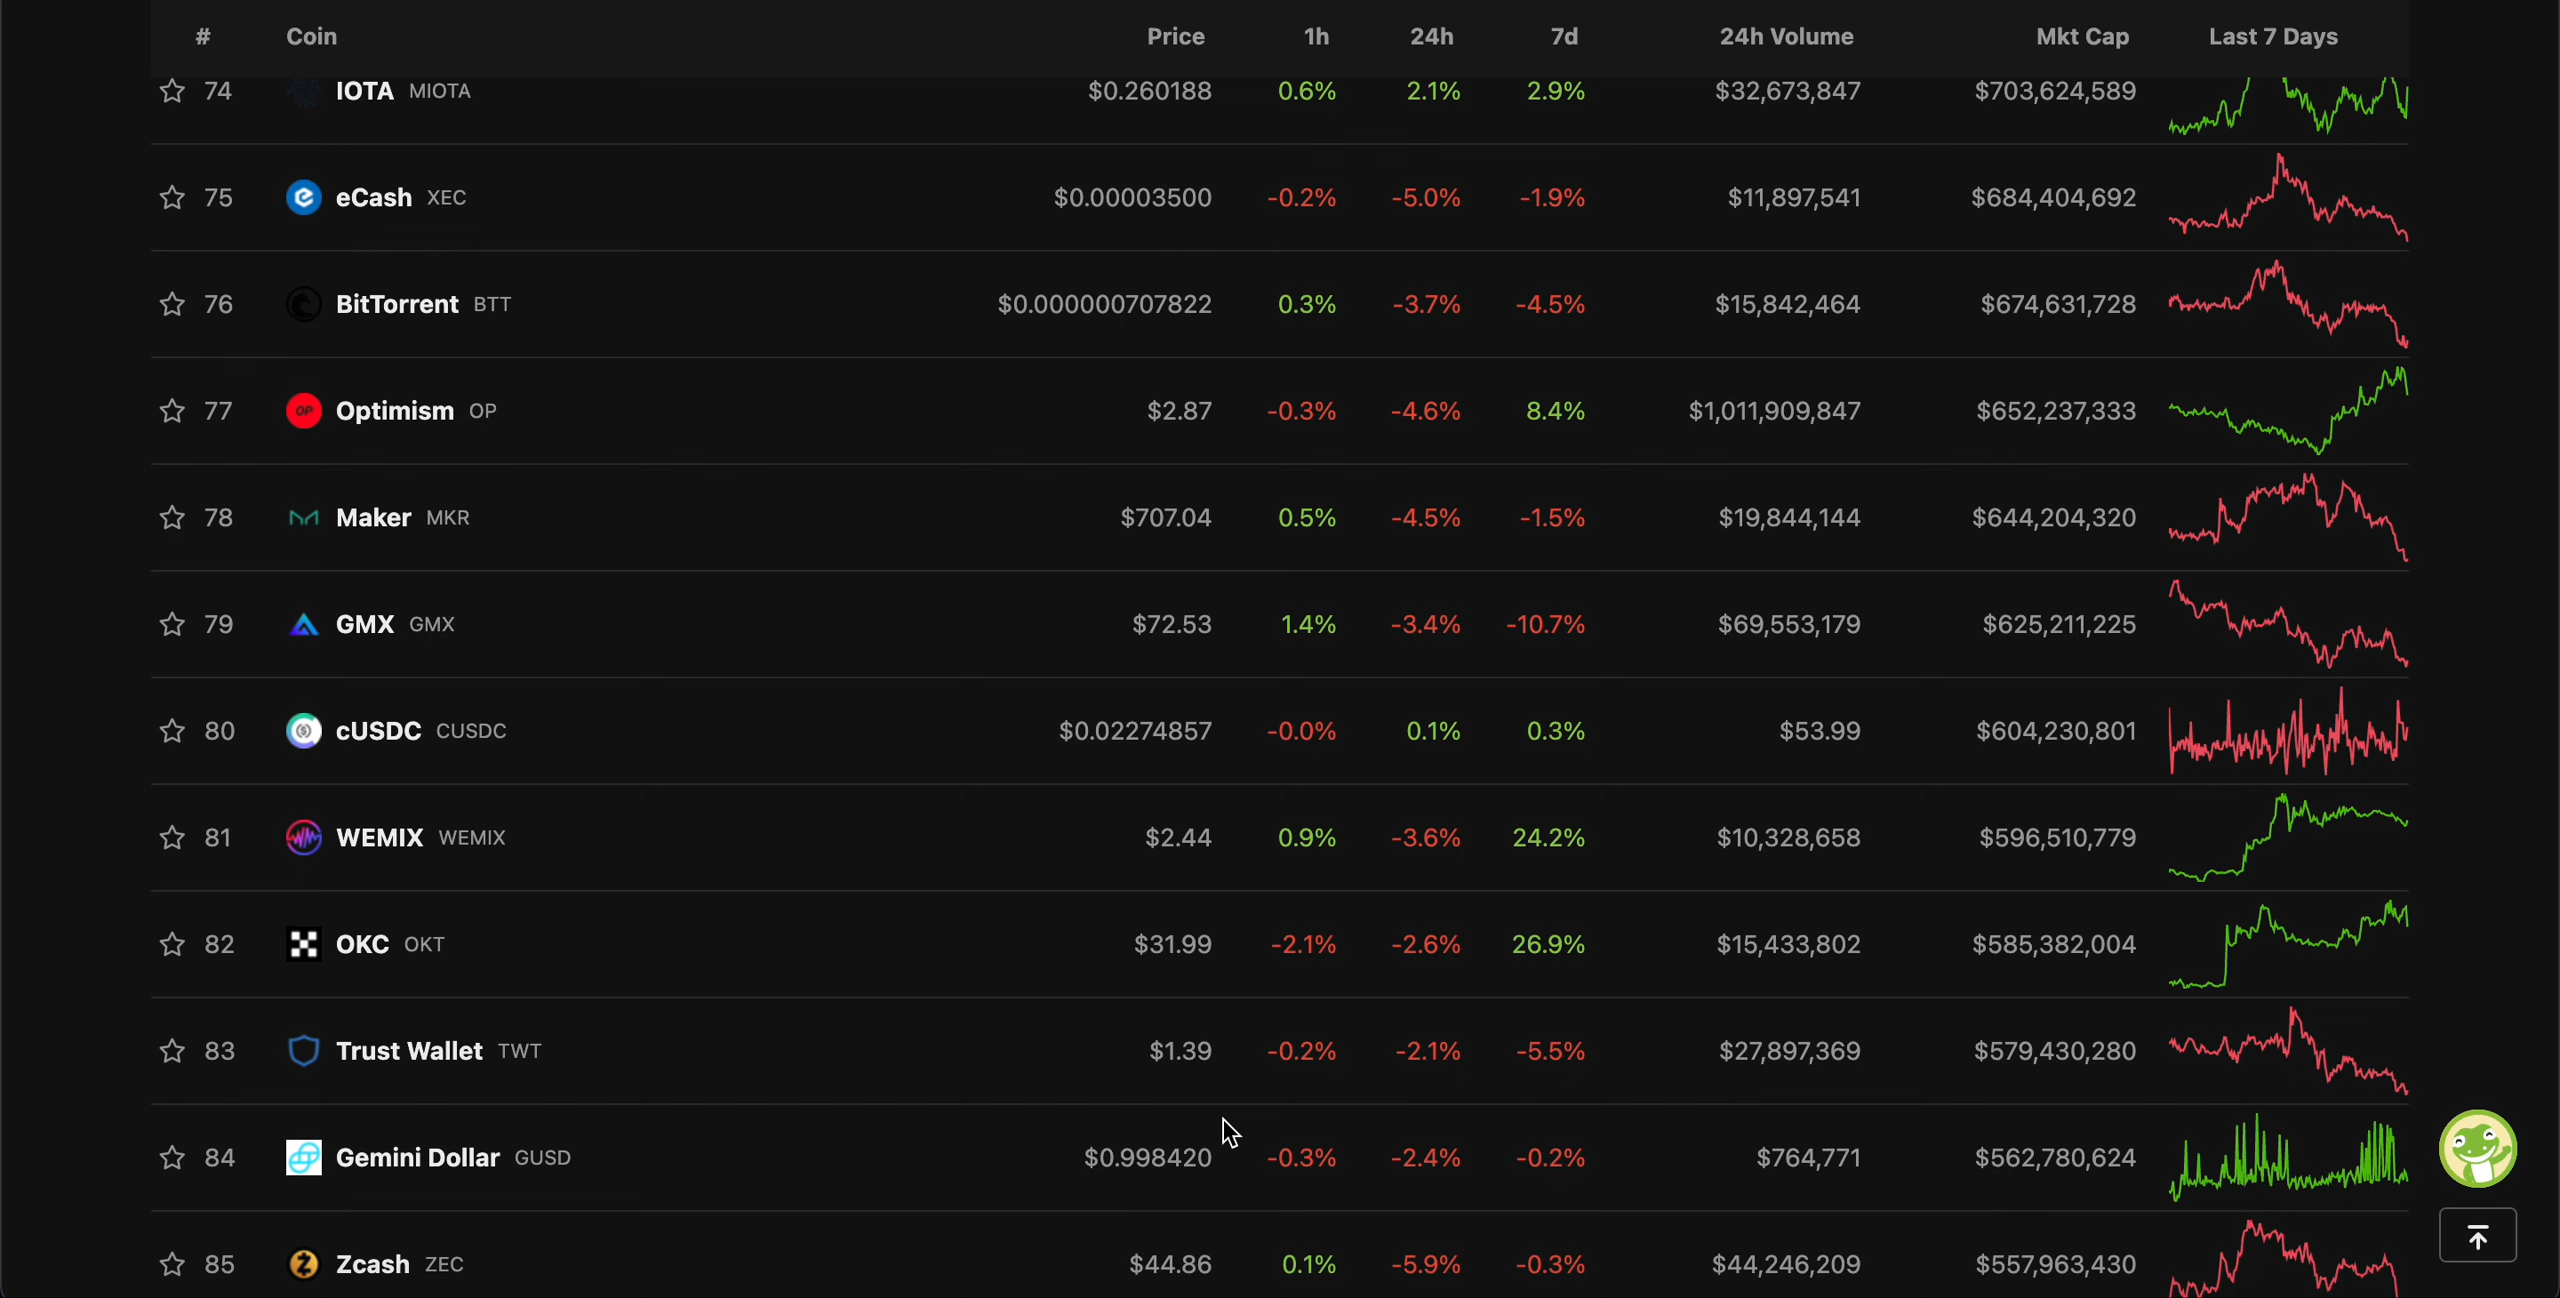 # Coin Price 1h 24h 7d 24h Volume Mkt Cap Last 7 Days
74 IOTA MIOTA $0.260188 0.6% 2.1% 2.9% $32,673,847 $703,624,589
75 eCash XEC $0.00003500 -0.2% -5.0% -1.9% $11,897,541 $684,404,692
76 BitTorrent BTT $0.000000707822 0.3% -3.7% -4.5% $15,842,464 $674,631,728
77 OP Optimism OP $2.87 -0.3% -4.6% 8.4% $1,011,909,847 $652,237,333
78 Maker MKR $707.04 0.5% -4.5% -1.5% $19,844,144 $644,204,320
79 GMX GMX $72.53 1.4% -3.4% -10.7% $69,553,179 $625,211,225
80 cUSDC CUSDC $0.02274857 -0.0% 0.1% 0.3% $53.99 $604,230,801
81 WEMIX WEMIX $2.44 0.9% -3.6% 24.2% $10,328,658 $596,510,779
82 OKC OKT $31.99 -2.1% -2.6% 26.9% $15,433,802 $585,382,004
83 Trust Wallet TWT $1.39 -0.2% -2.1% -5.5% $27,897,369 $579,430,280
84 Gemini Dollar GUSD $0.998420 -0.3% -2.4% -0.2% $764,771 $562,780,624
85 Zcash ZEC $44.86 0.1% -5.9% -0.3% $44,246,209 $557,963,430